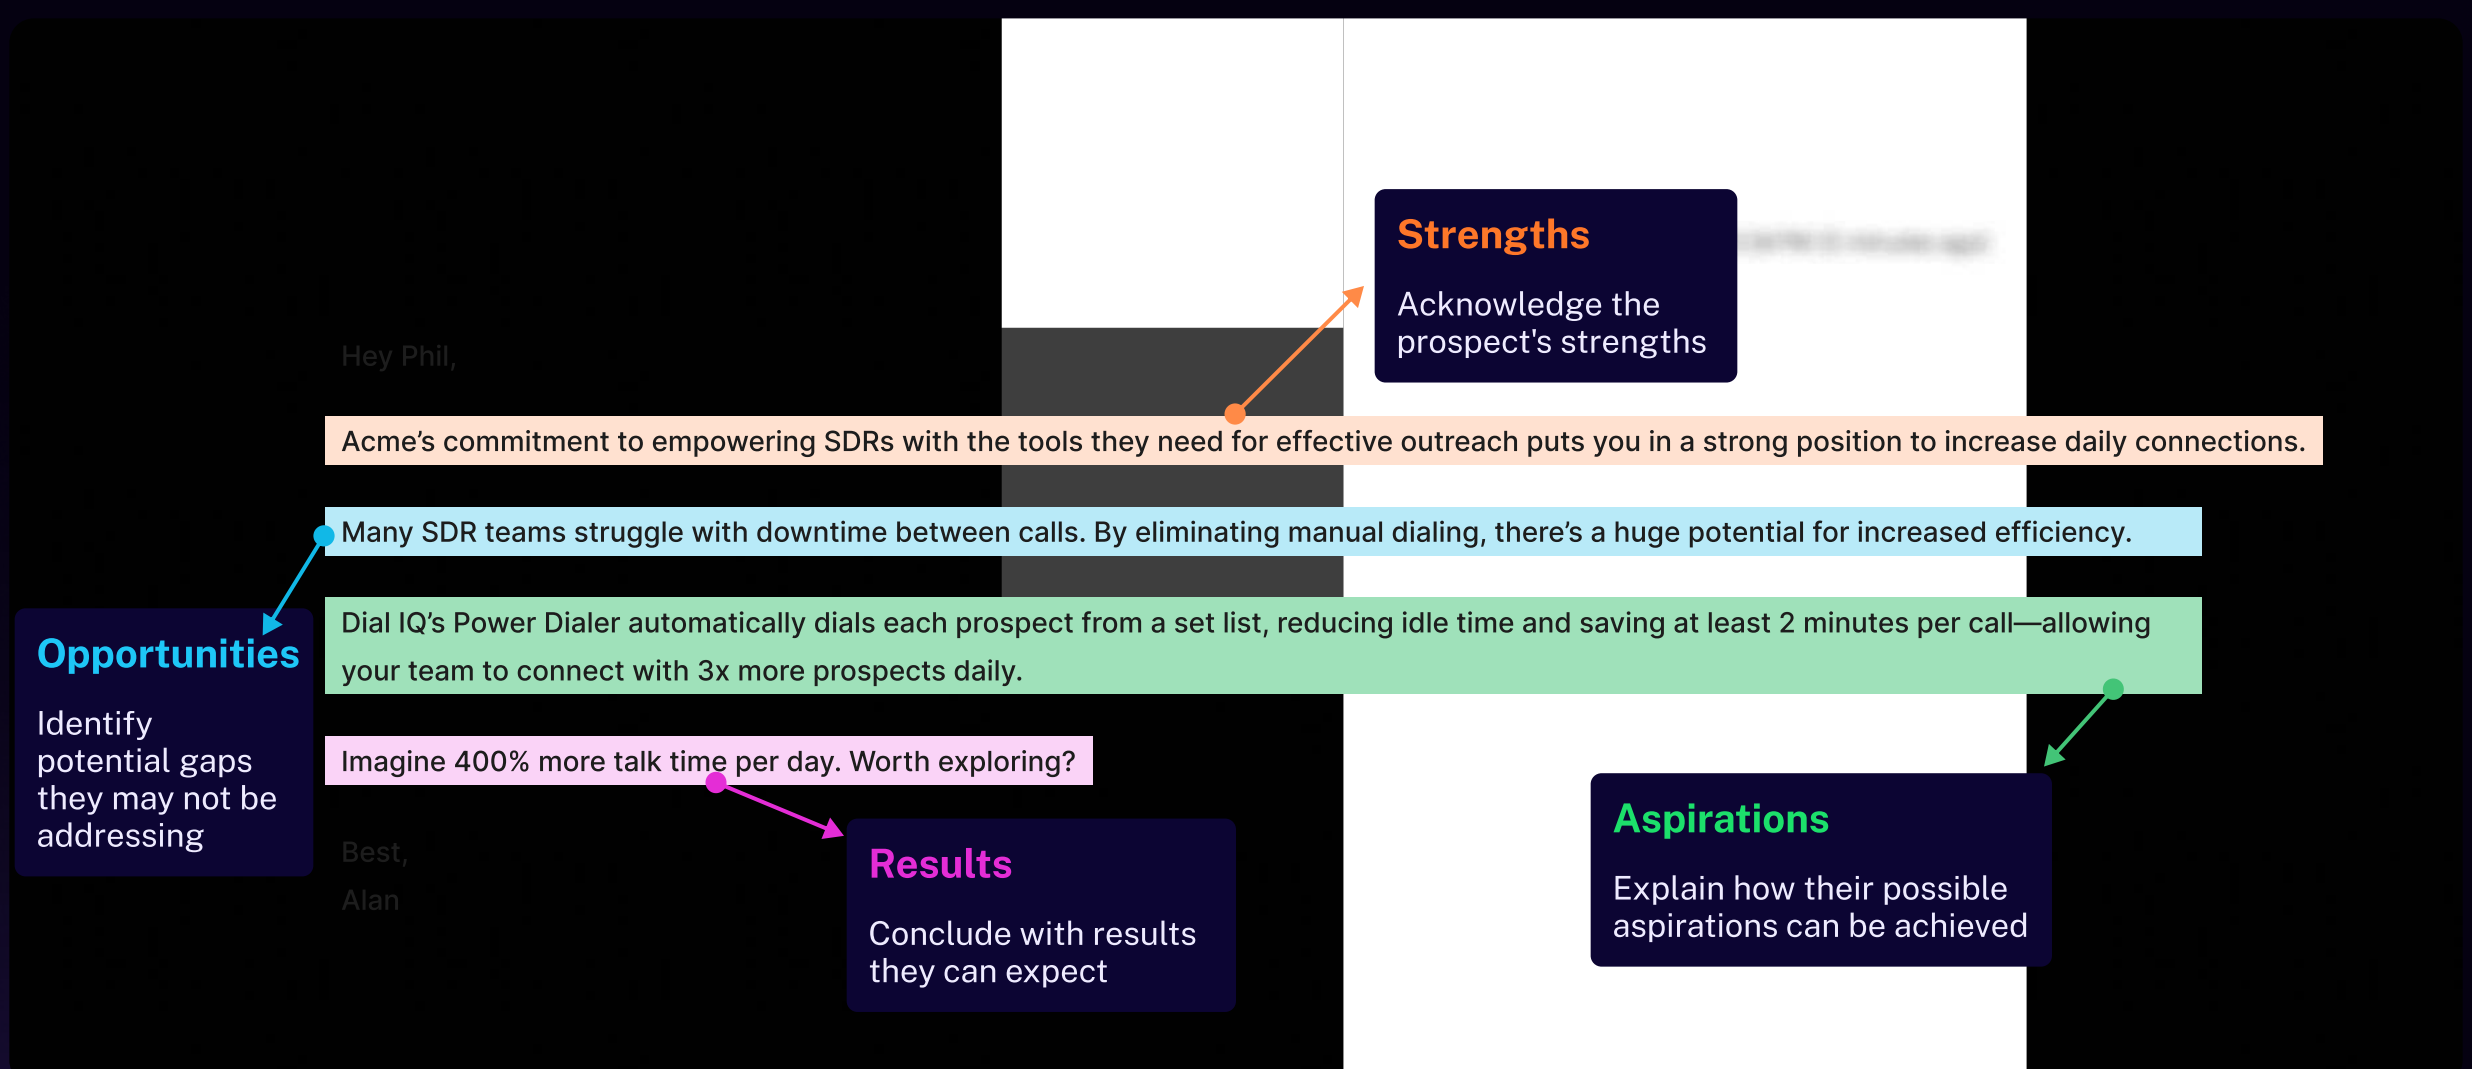 Strengths
Acknowledge the
prospect's strengths
Hey Phil,
Acme’s commitment to empowering SDRs with the tools they need for effective outreach puts you in a strong position to increase daily connections.
Many SDR teams struggle with downtime between calls. By eliminating manual dialing, there’s a huge potential for increased efficiency.
Opportunities
Identify
potential gaps
they may not be
addressing
Dial IQ’s Power Dialer automatically dials each prospect from a set list, reducing idle time and saving at least 2 minutes per call—allowing
your team to connect with 3x more prospects daily.
Imagine 400% more talk time per day. Worth exploring?
Aspirations
Explain how their possible
aspirations can be achieved
Results
Conclude with results
they can expect
Best,
Alan